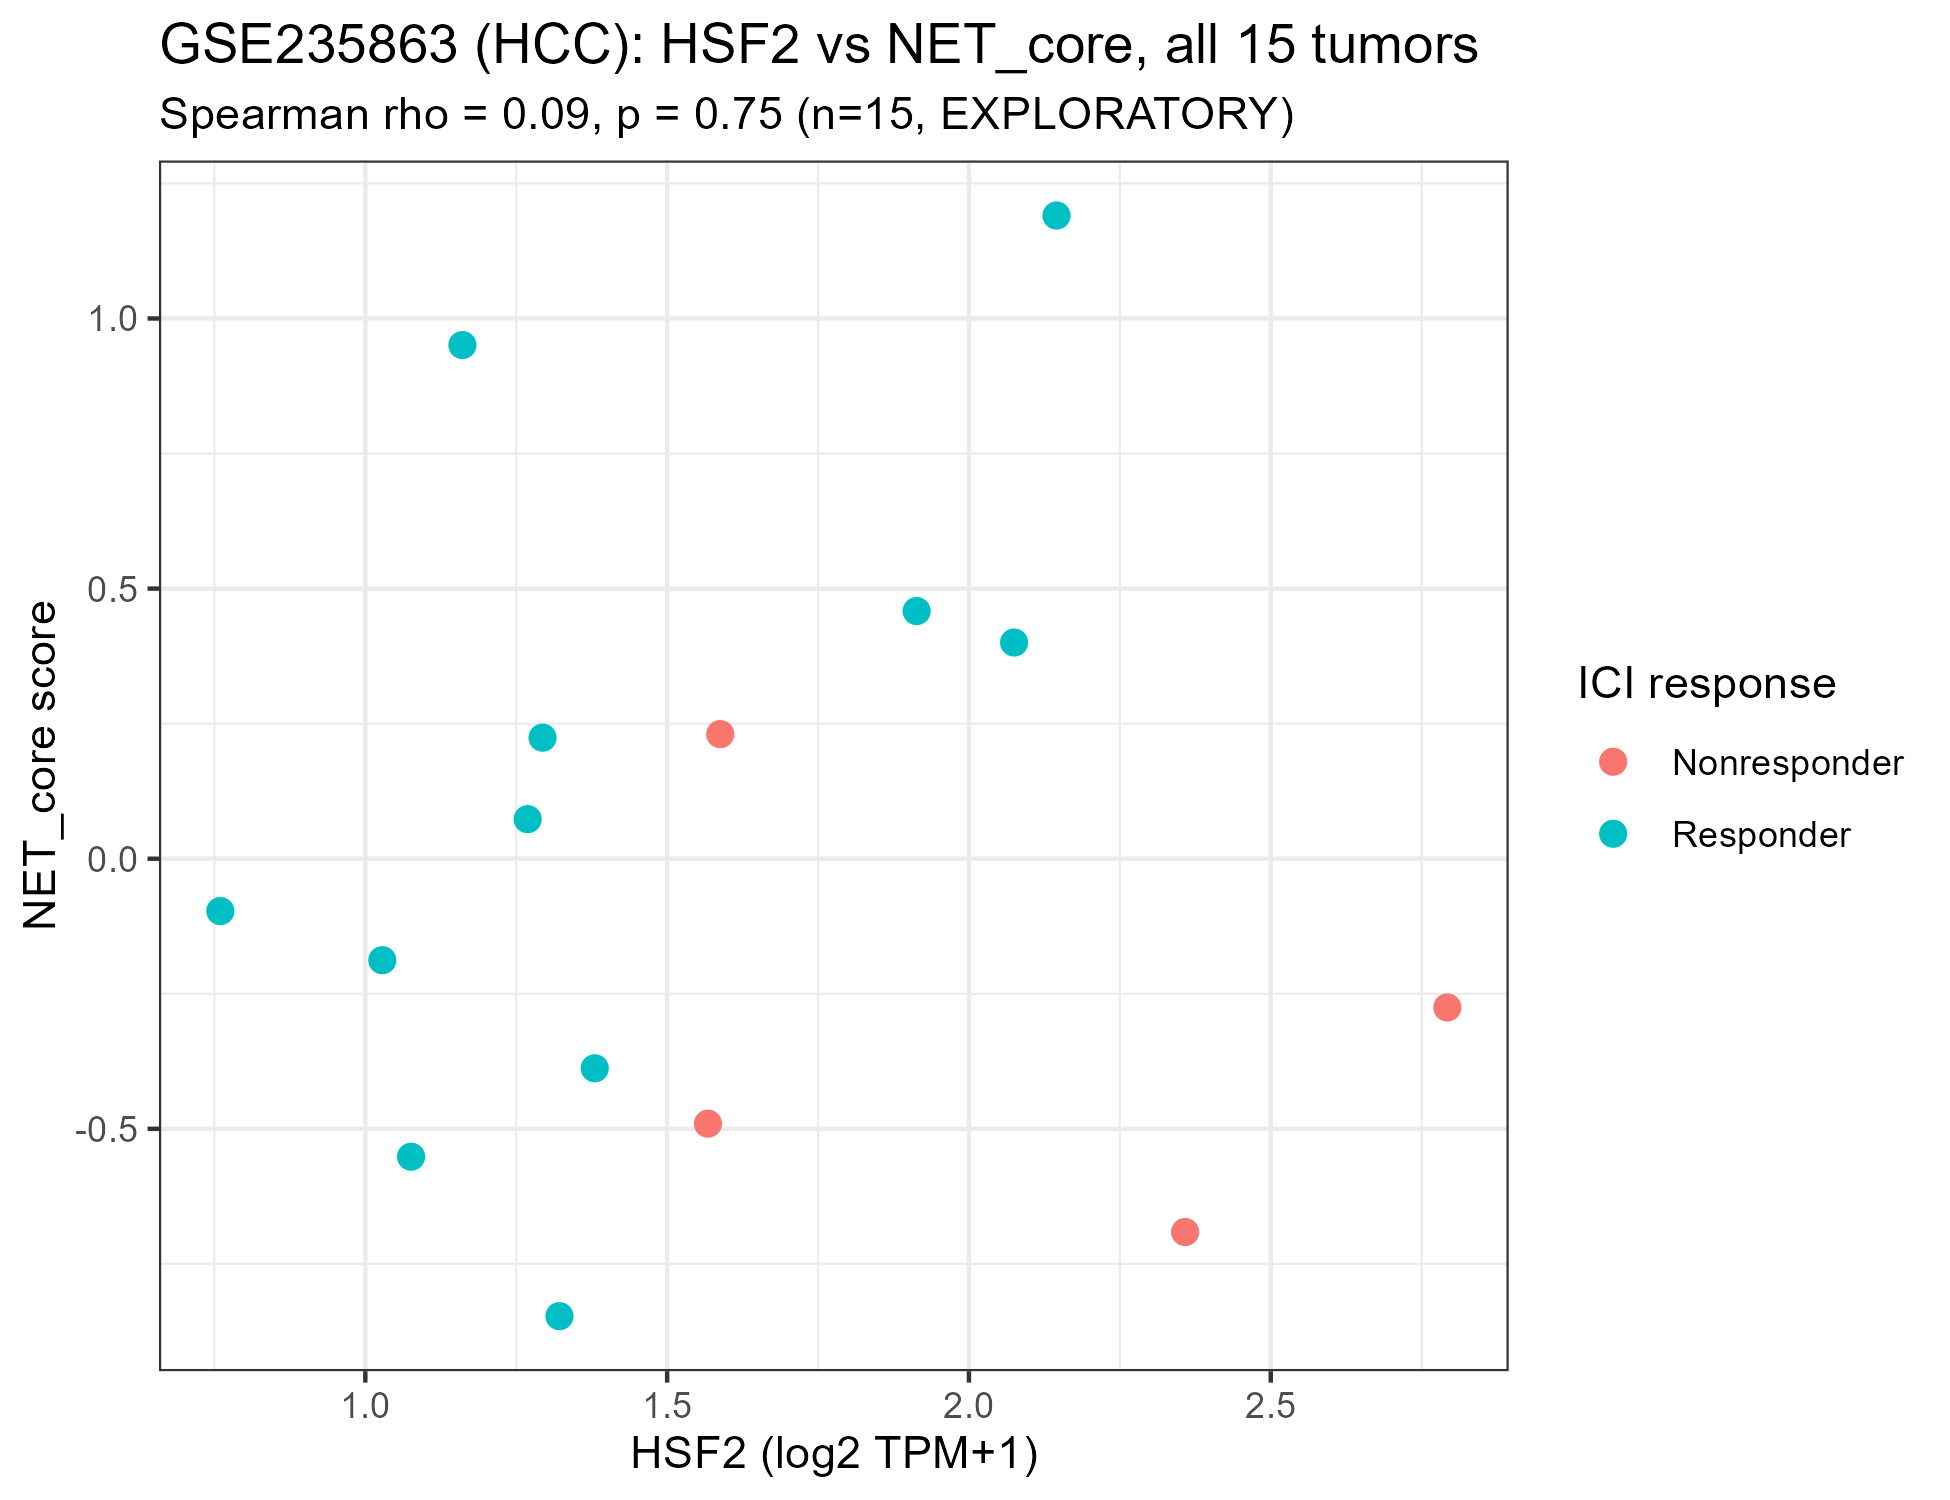 GSE235863 (HCC): HSF2 vs NET_core, all 15 tumors
Spearman rho = 0.09, p = 0.75 (n=15, EXPLORATORY)
NET_core score
1.0
0.5
0.0
-0.5
1.0
1.5
2.0
2.5
HSF2 (log2 TPM+1)
ICI response
Nonresponder
Responder